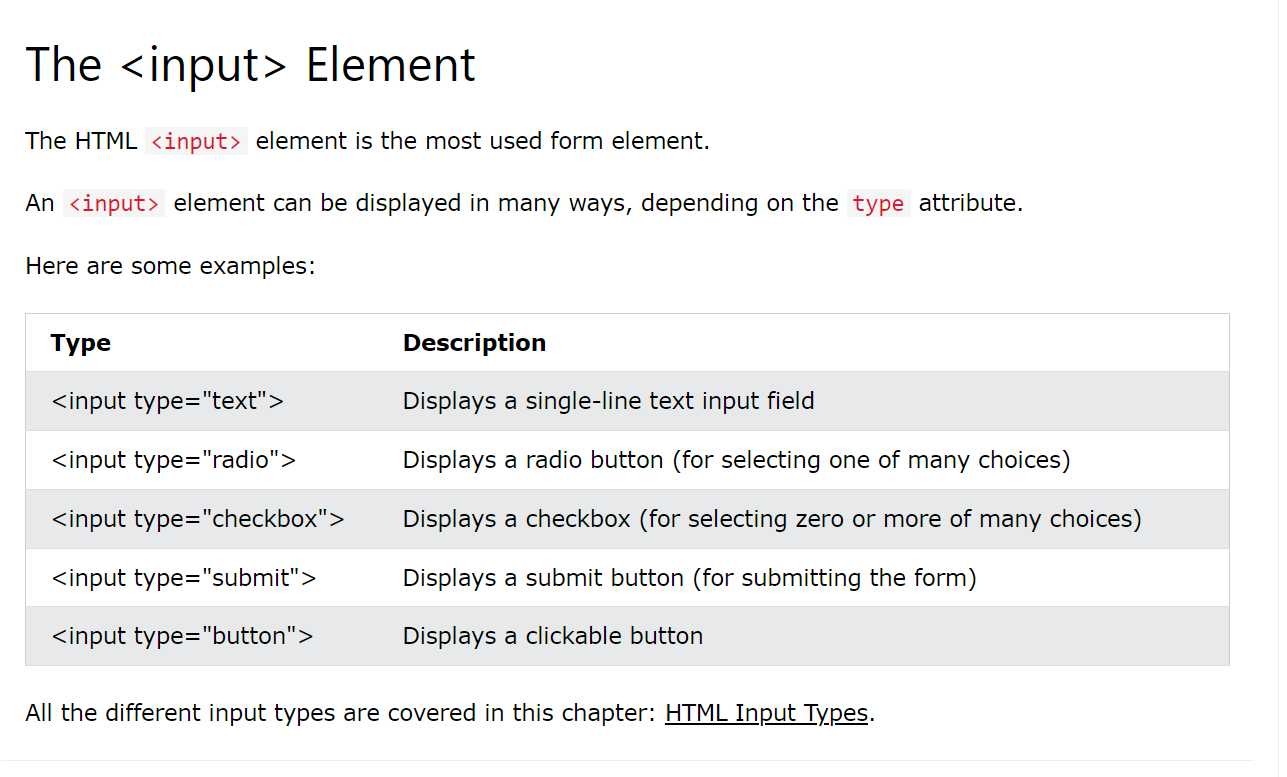 The <input> Element
The HTML <input> element is the most used form element.
An <input> element can be displayed in many ways, depending on the type attribute.
Here are some examples:
Type Description
<input type="text"> Displays a single-line text input field
<input type="radio"> Displays a radio button (for selecting one of many choices)
<input type="checkbox"> Displays a checkbox (for selecting zero or more of many choices)
<input type="submit"> Displays a submit button (for submitting the form)
<input type="button"> Displays a clickable button
All the different input types are covered in this chapter: HTML Input Types.